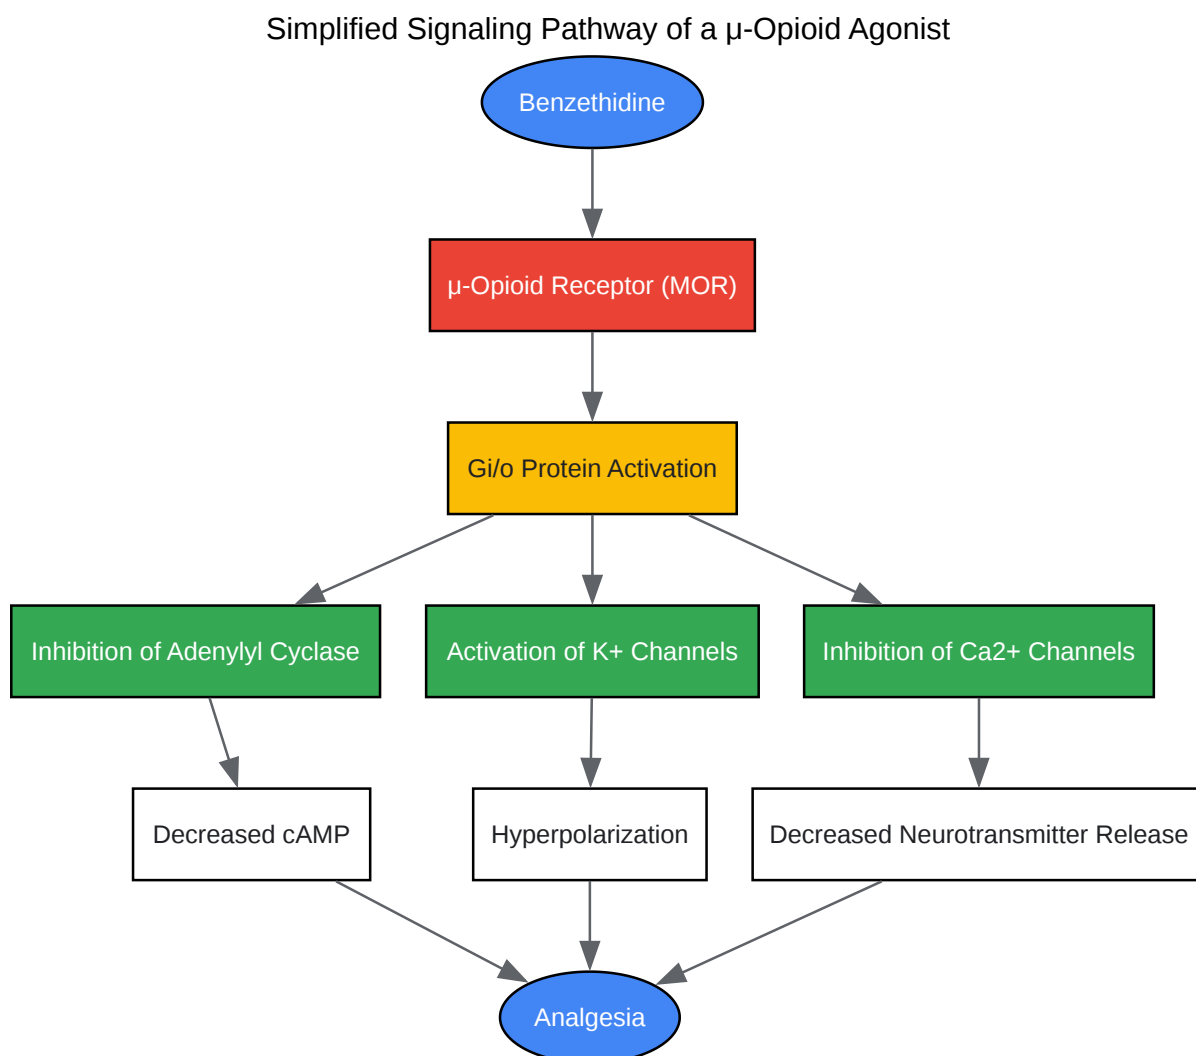 Simplified Signaling Pathway of a μ-Opioid Agonist
Benzethidine
μ-Opioid Receptor (MOR)
Gi/o Protein Activation
Inhibition of Adenylyl Cyclase
Activation of K+ Channels
Inhibition of Ca2+ Channels
Decreased cAMP
Hyperpolarization
Decreased Neurotransmitter Release
Analgesia